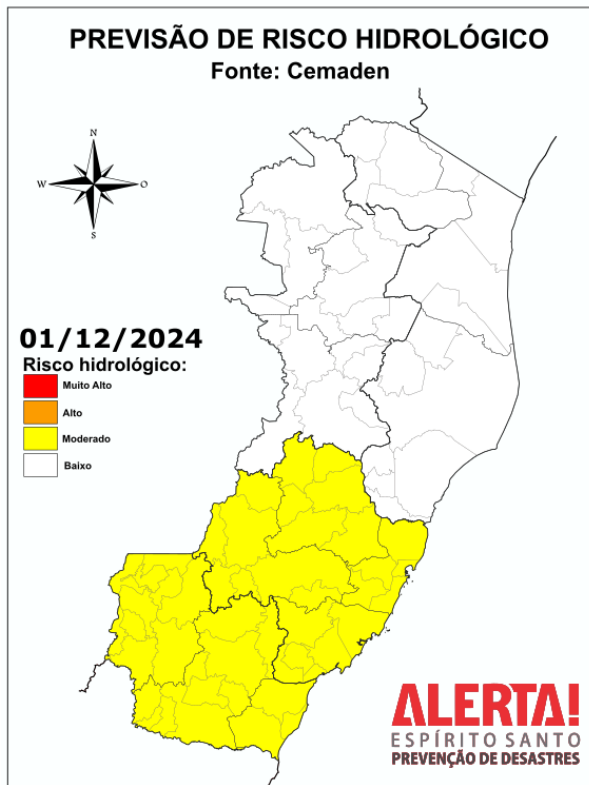 PREVISÃO DE RISCO HIDROLÓGICO
Fonte: Cemaden
N
W
O
S
01/12/2024
Risco hidrológico:
Muito Alto
Alto
Moderado
Baixo
ALERTA!
ESPÍRITO SANTO
PREVENÇÃO DE DESASTRES